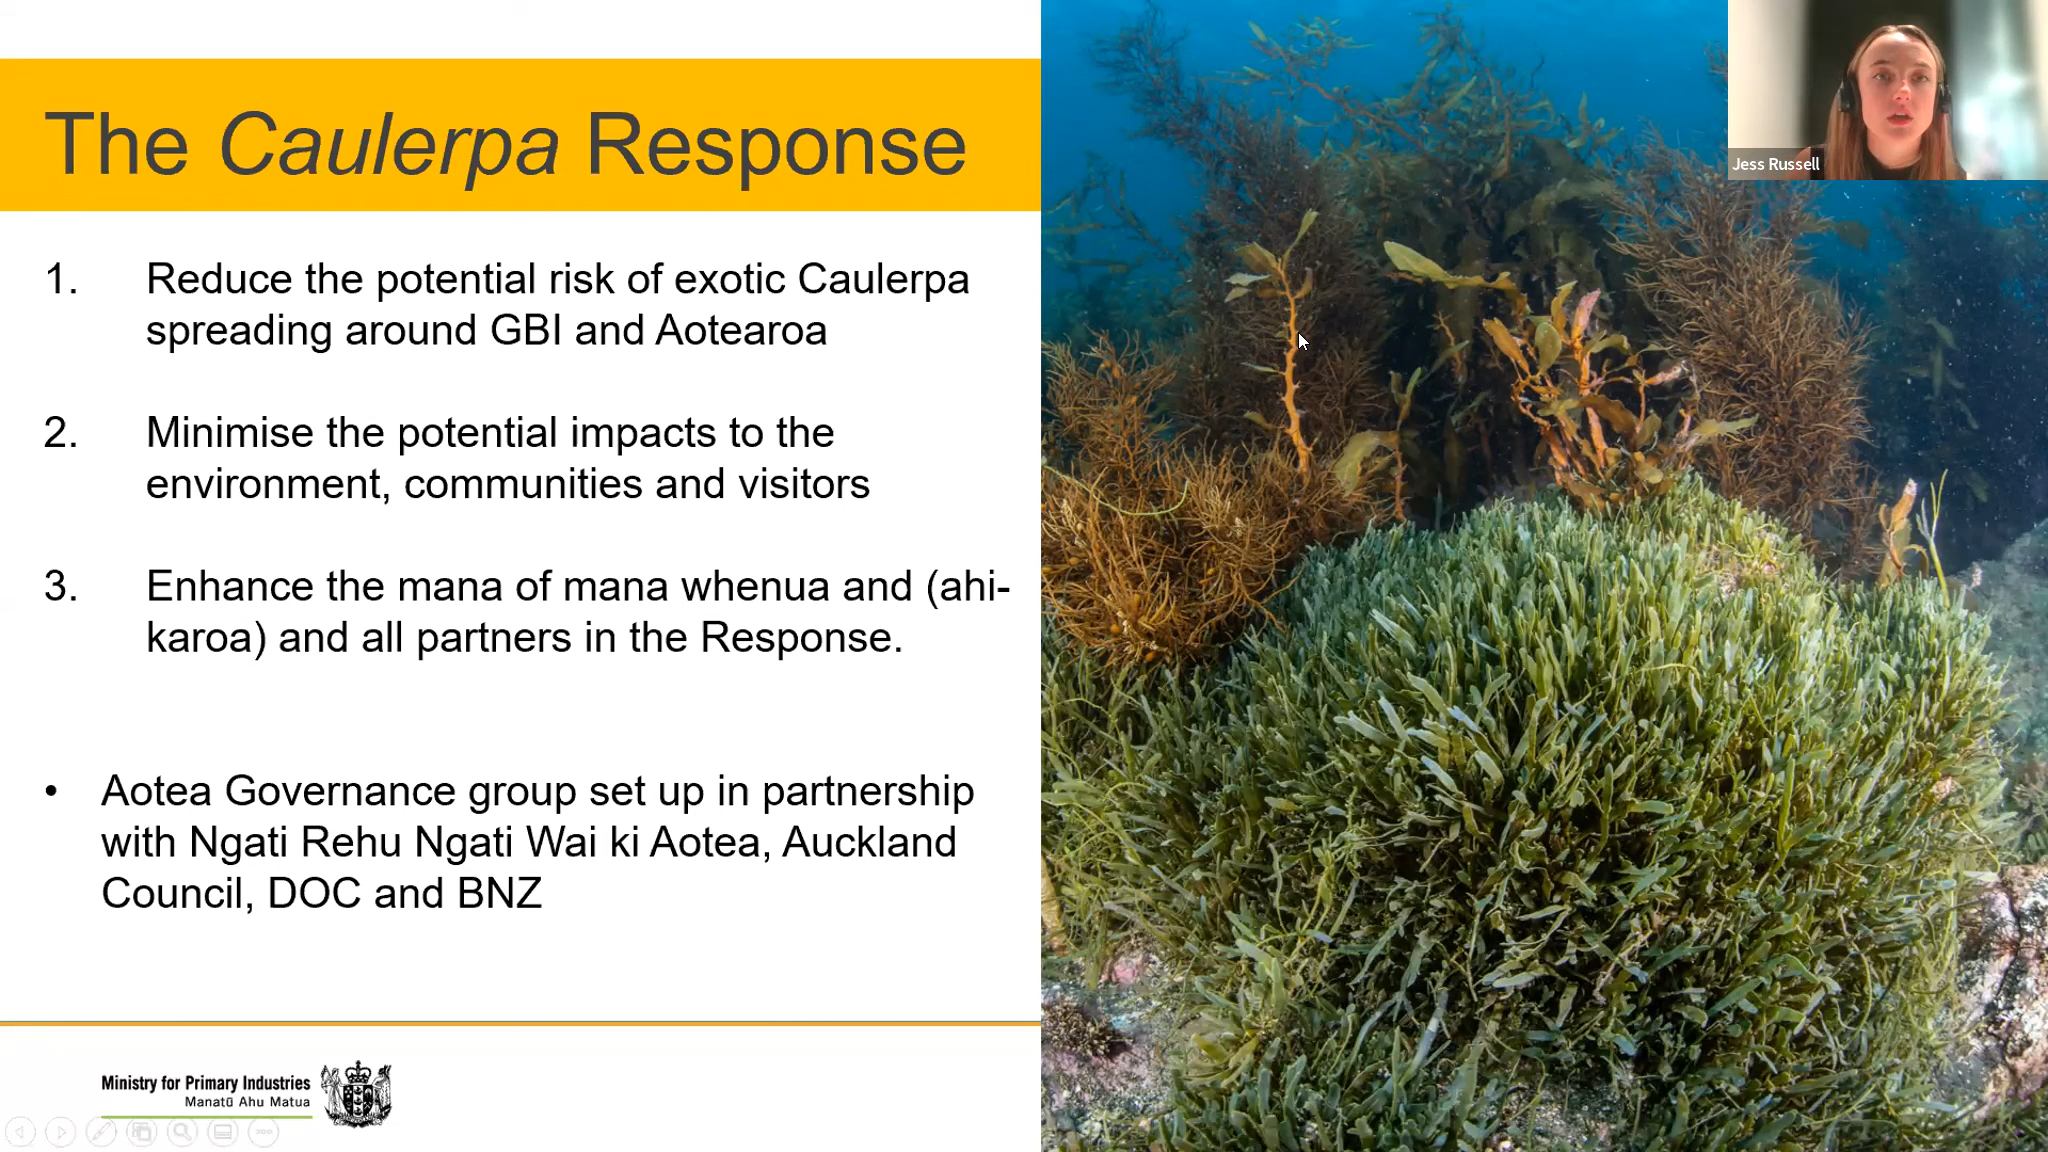 The Caulerpa Response
1. Reduce the potential risk of exotic Caulerpa
spreading around GBI and Aotearoa
2. Minimise the potential impacts to the
environment, communities and visitors
3. Enhance the mana of mana whenua and (ahi-
karoa) and all partners in the Response.
• Aotea Governance group set up in partnership
with Ngati Rehu Ngati Wai ki Aotea, Auckland
Council, DOC and BNZ
Ministry for Primary Industries
Manatū Ahu Matua
Jess Russell